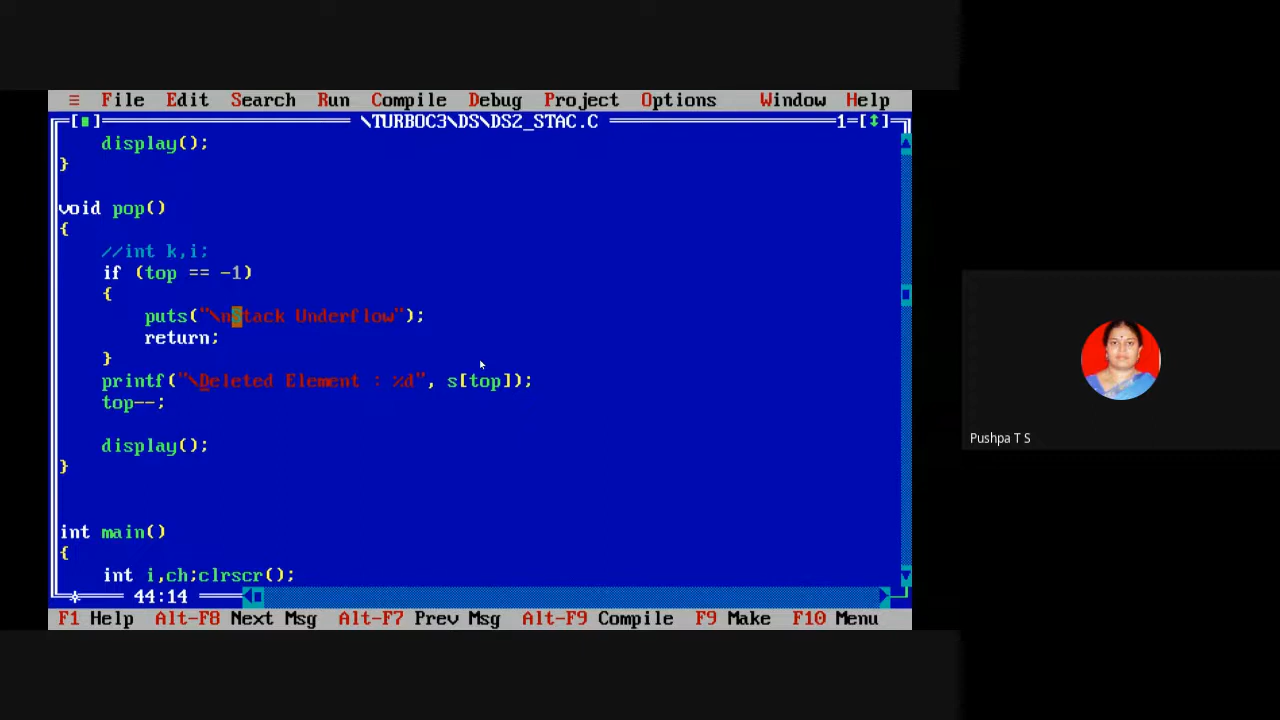 ≡ File Edit Search Run Compile Debug Project Options Window Help
[■] \TURBOC3\DS\DS2_STAC.C 1=[↕]
display();
}
void pop()
{
//int k,i;
if (top == -1)
{
puts("\nStack Underflow");
return;
}
printf("\Deleted Element : %d", s[top]);
top--;
display();
}
int main()
{
int i,ch;clrscr();
44:14
F1 Help Alt-F8 Next Msg Alt-F7 Prev Msg Alt-F9 Compile F9 Make F10 Menu
Pushpa T S